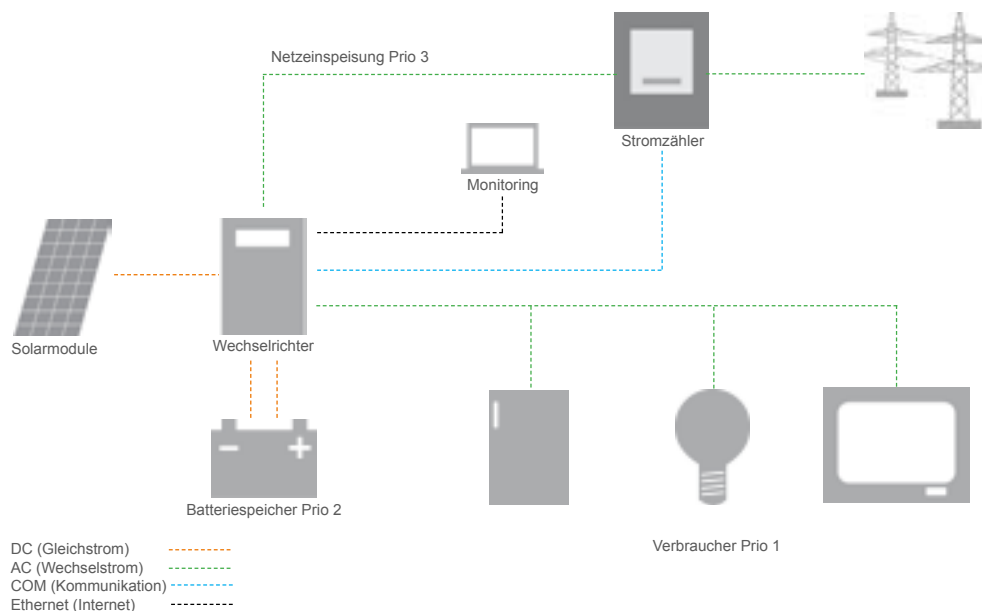 Netzeinspeisung Prio 3
Stromzähler
Monitoring
Solarmodule
Wechselrichter
Batteriespeicher Prio 2
Verbraucher Prio 1
DC (Gleichstrom)
AC (Wechselstrom)
COM (Kommunikation)
Ethernet (Internet)